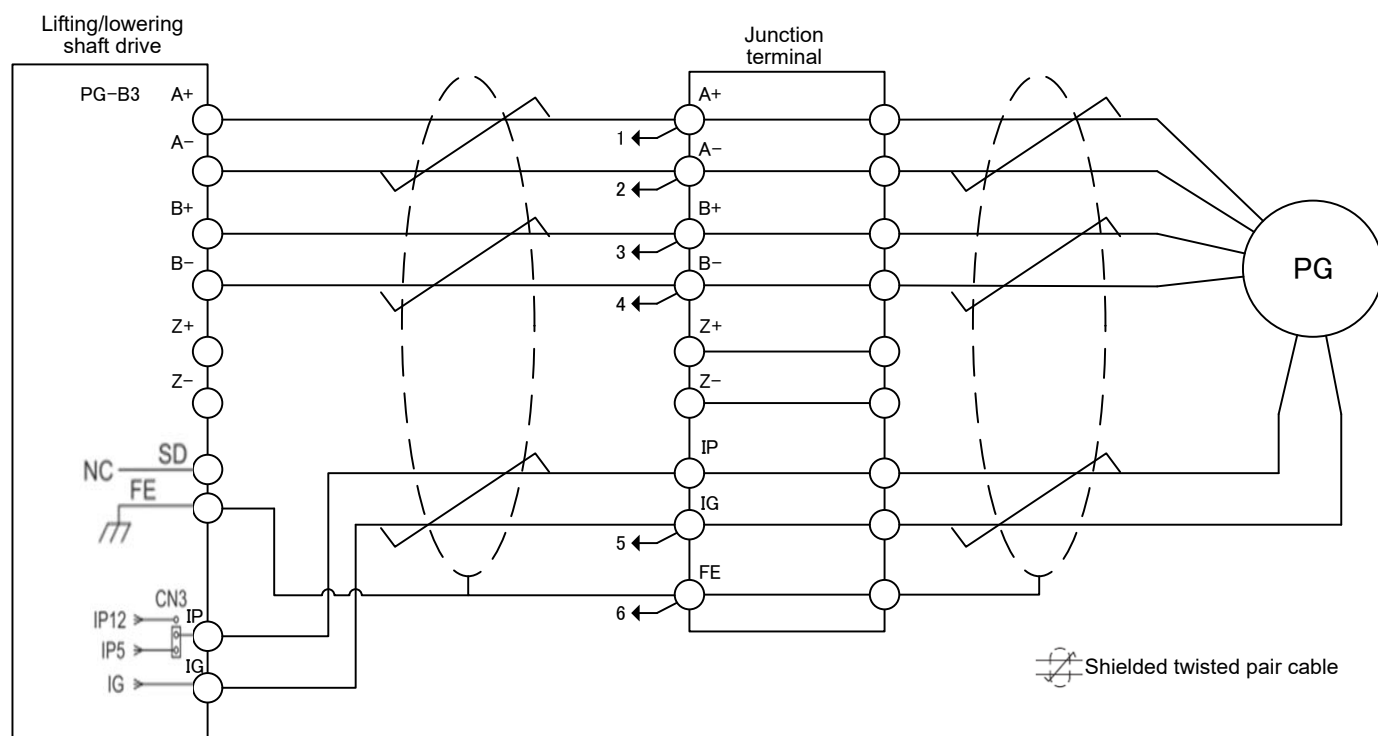 Lifting/lowering
shaft drive
Junction
terminal
PG-B3
A+
A-
B+
B-
Z+
Z-
NC
SD
FE
CN3
IP12
IP
IP5
IG
IG
A+
1
A-
2
B+
3
B-
4
Z+
Z-
IP
IG
5
FE
6
PG
Shielded twisted pair cable